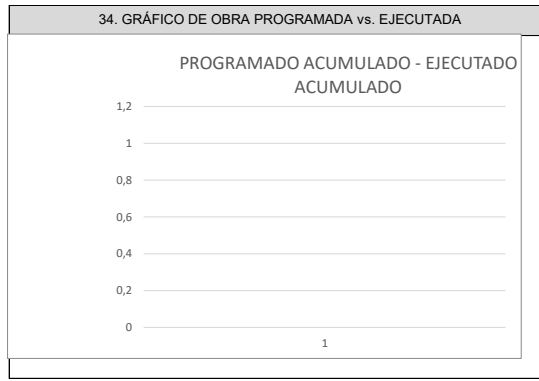 34. GRÁFICO DE OBRA PROGRAMADA vs. EJECUTADA
PROGRAMADO ACUMULADO - EJECUTADO
ACUMULADO
1,2
1
0,8
0,6
0,4
0,2
0
1